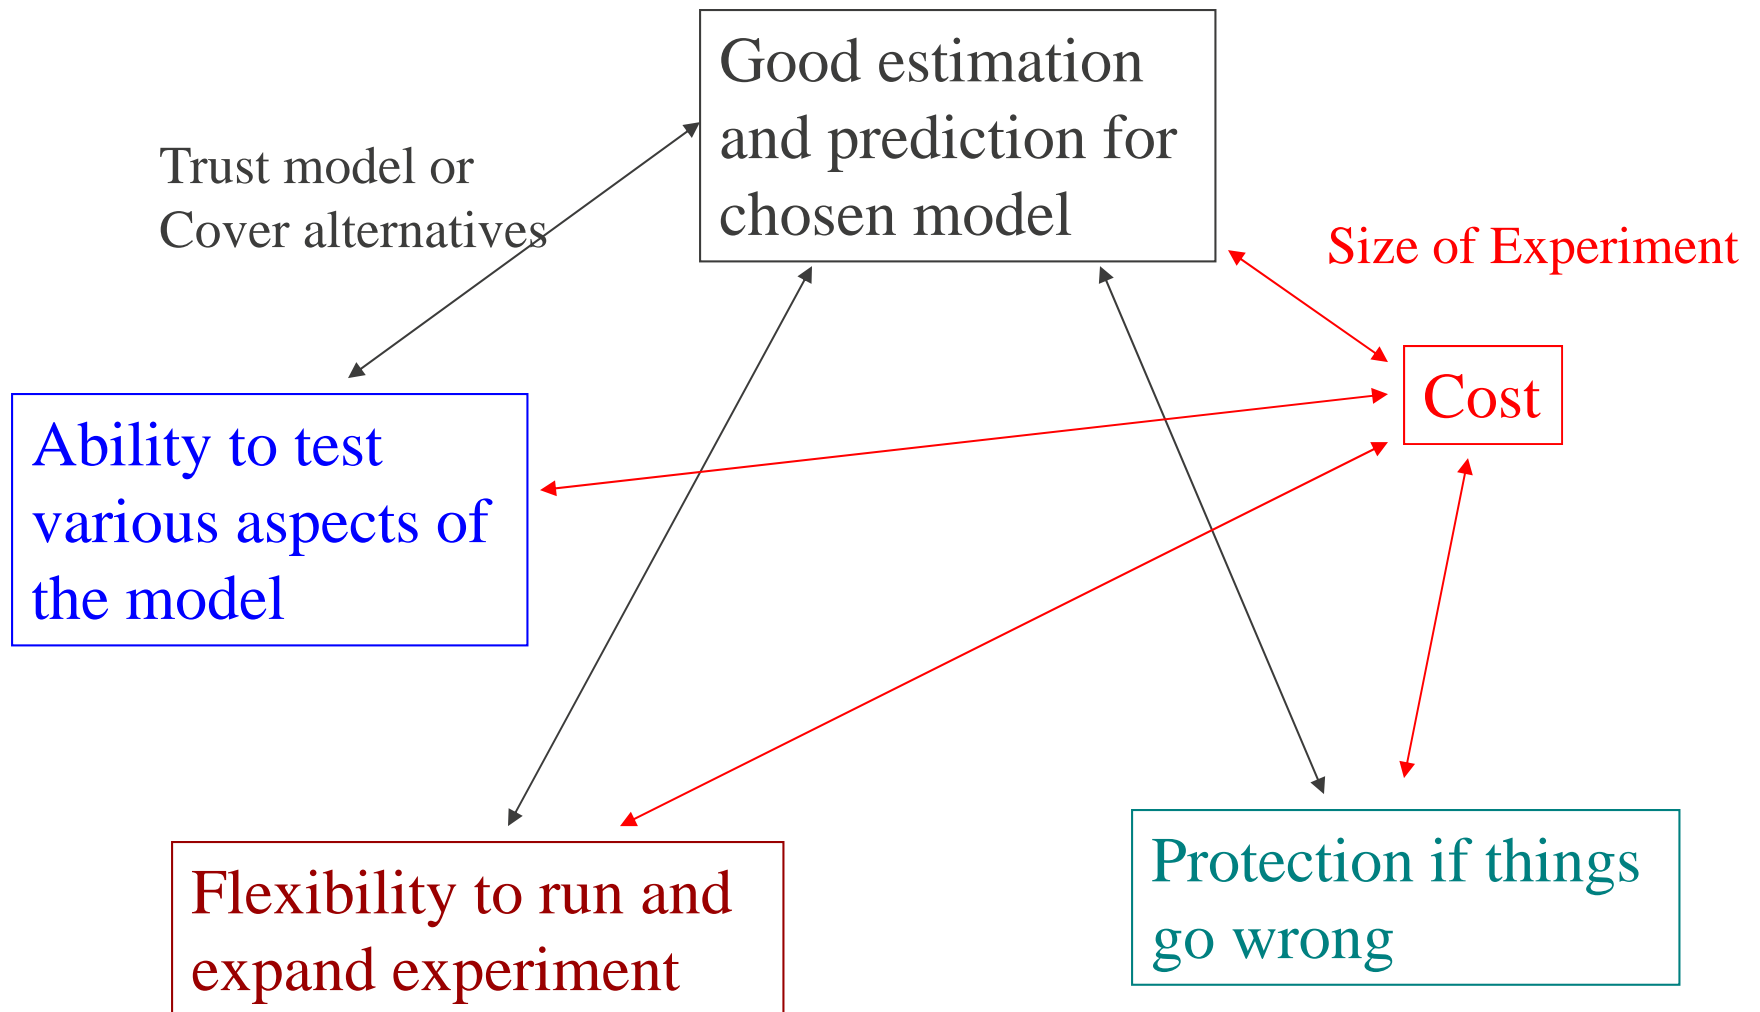 Good estimation
and prediction for
chosen model
Trust model or
Cover alternatives
Size of Experiment
Cost
Ability to test
various aspects of
the model
Flexibility to run and
expand experiment
Protection if things
go wrong